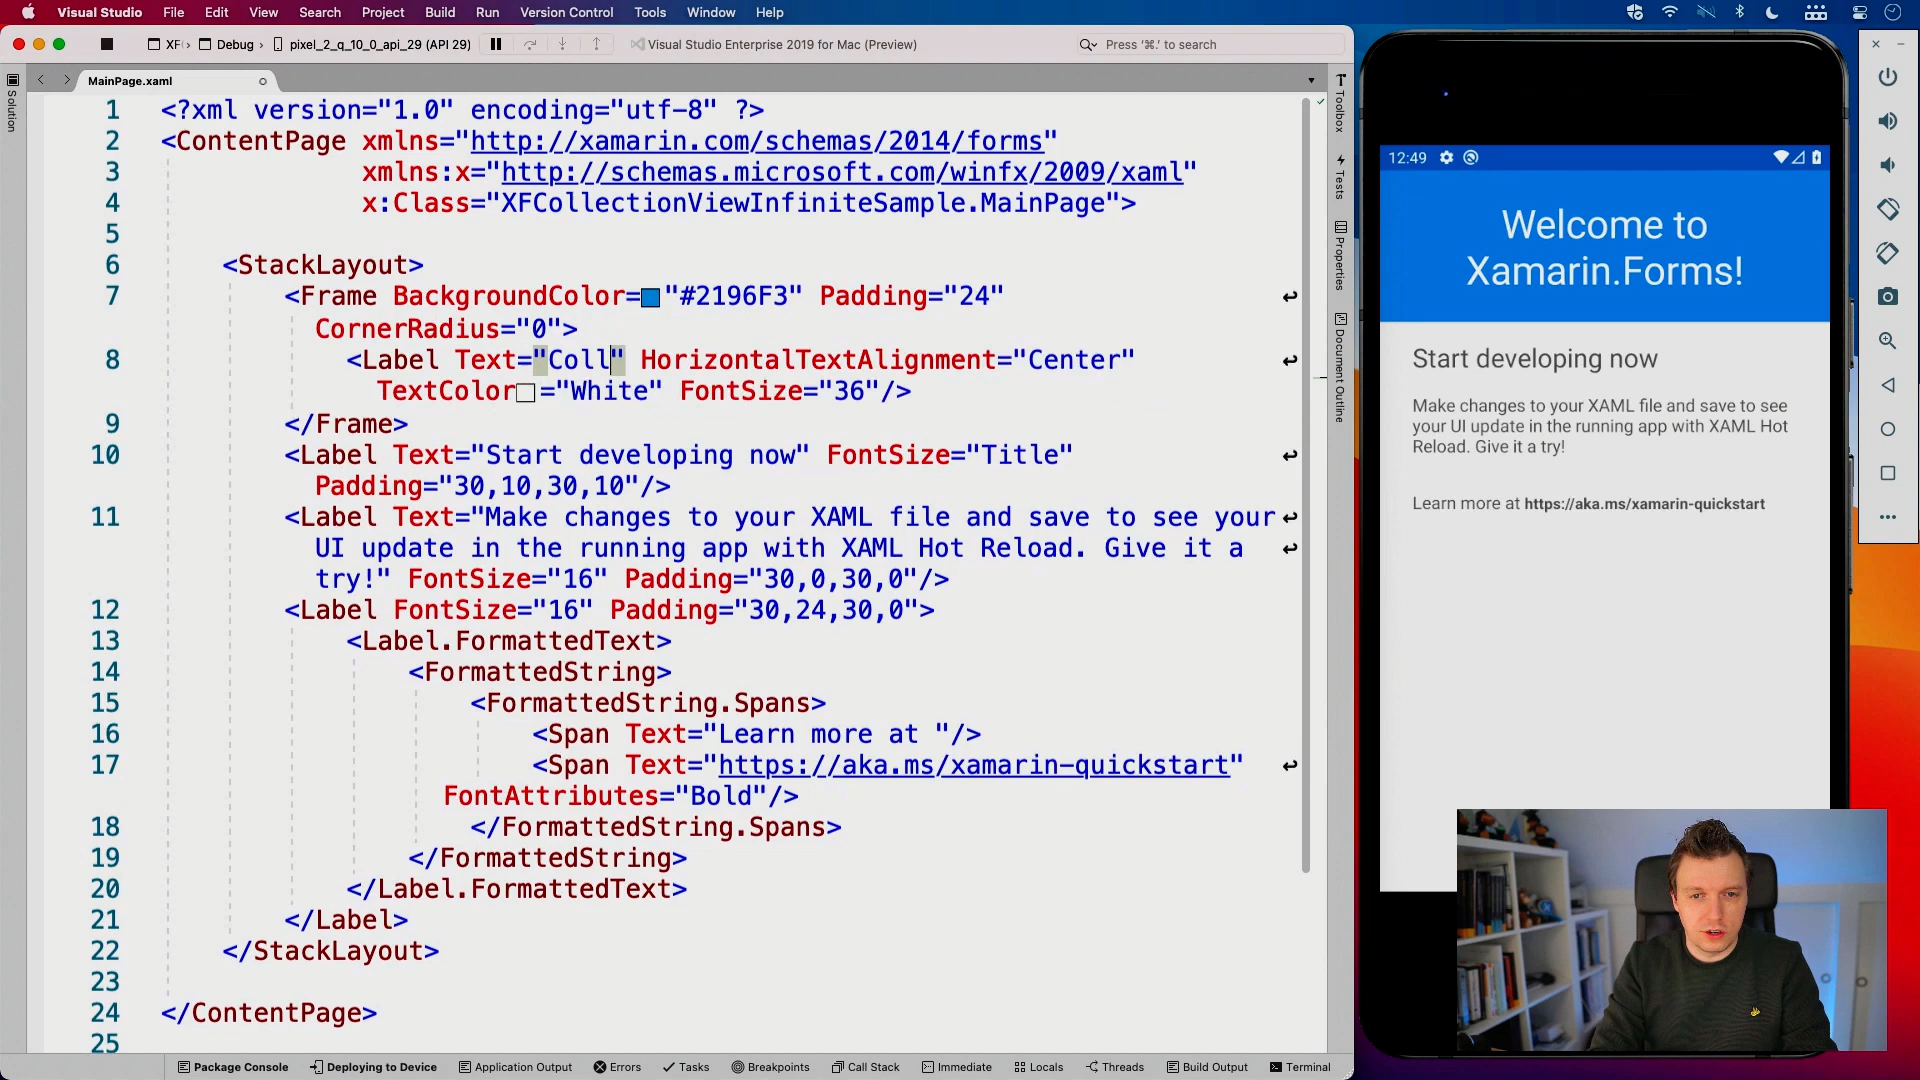 Visual Studio File Edit View Search Project Build Run Version Control Tools Window Help
XF › Debug › pixel_2_q_10_0_api_29 (API 29) Visual Studio Enterprise 2019 for Mac (Preview) Press '⌘.' to search
MainPage.xaml
Solution
1 <?xml version="1.0" encoding="utf-8" ?>
2 <ContentPage xmlns="http://xamarin.com/schemas/2014/forms"
3 xmlns:x="http://schemas.microsoft.com/winfx/2009/xaml"
4 x:Class="XFCollectionViewInfiniteSample.MainPage">
5
6 <StackLayout>
7 <Frame BackgroundColor="#2196F3" Padding="24"
CornerRadius="0">
8 <Label Text="Coll" HorizontalTextAlignment="Center"
TextColor="White" FontSize="36"/>
9 </Frame>
10 <Label Text="Start developing now" FontSize="Title"
Padding="30,10,30,10"/>
11 <Label Text="Make changes to your XAML file and save to see your
UI update in the running app with XAML Hot Reload. Give it a
try!" FontSize="16" Padding="30,0,30,0"/>
12 <Label FontSize="16" Padding="30,24,30,0">
13 <Label.FormattedText>
14 <FormattedString>
15 <FormattedString.Spans>
16 <Span Text="Learn more at "/>
17 <Span Text="https://aka.ms/xamarin-quickstart"
FontAttributes="Bold"/>
18 </FormattedString.Spans>
19 </FormattedString>
20 </Label.FormattedText>
21 </Label>
22 </StackLayout>
23
24 </ContentPage>
25
Toolbox
Tests
Properties
Document Outline
Package Console Deploying to Device Application Output Errors Tasks Breakpoints Call Stack Immediate Locals Threads Build Output Terminal
12:49
Welcome to
Xamarin.Forms!
Start developing now
Make changes to your XAML file and save to see
your UI update in the running app with XAML Hot
Reload. Give it a try!
Learn more at https://aka.ms/xamarin-quickstart